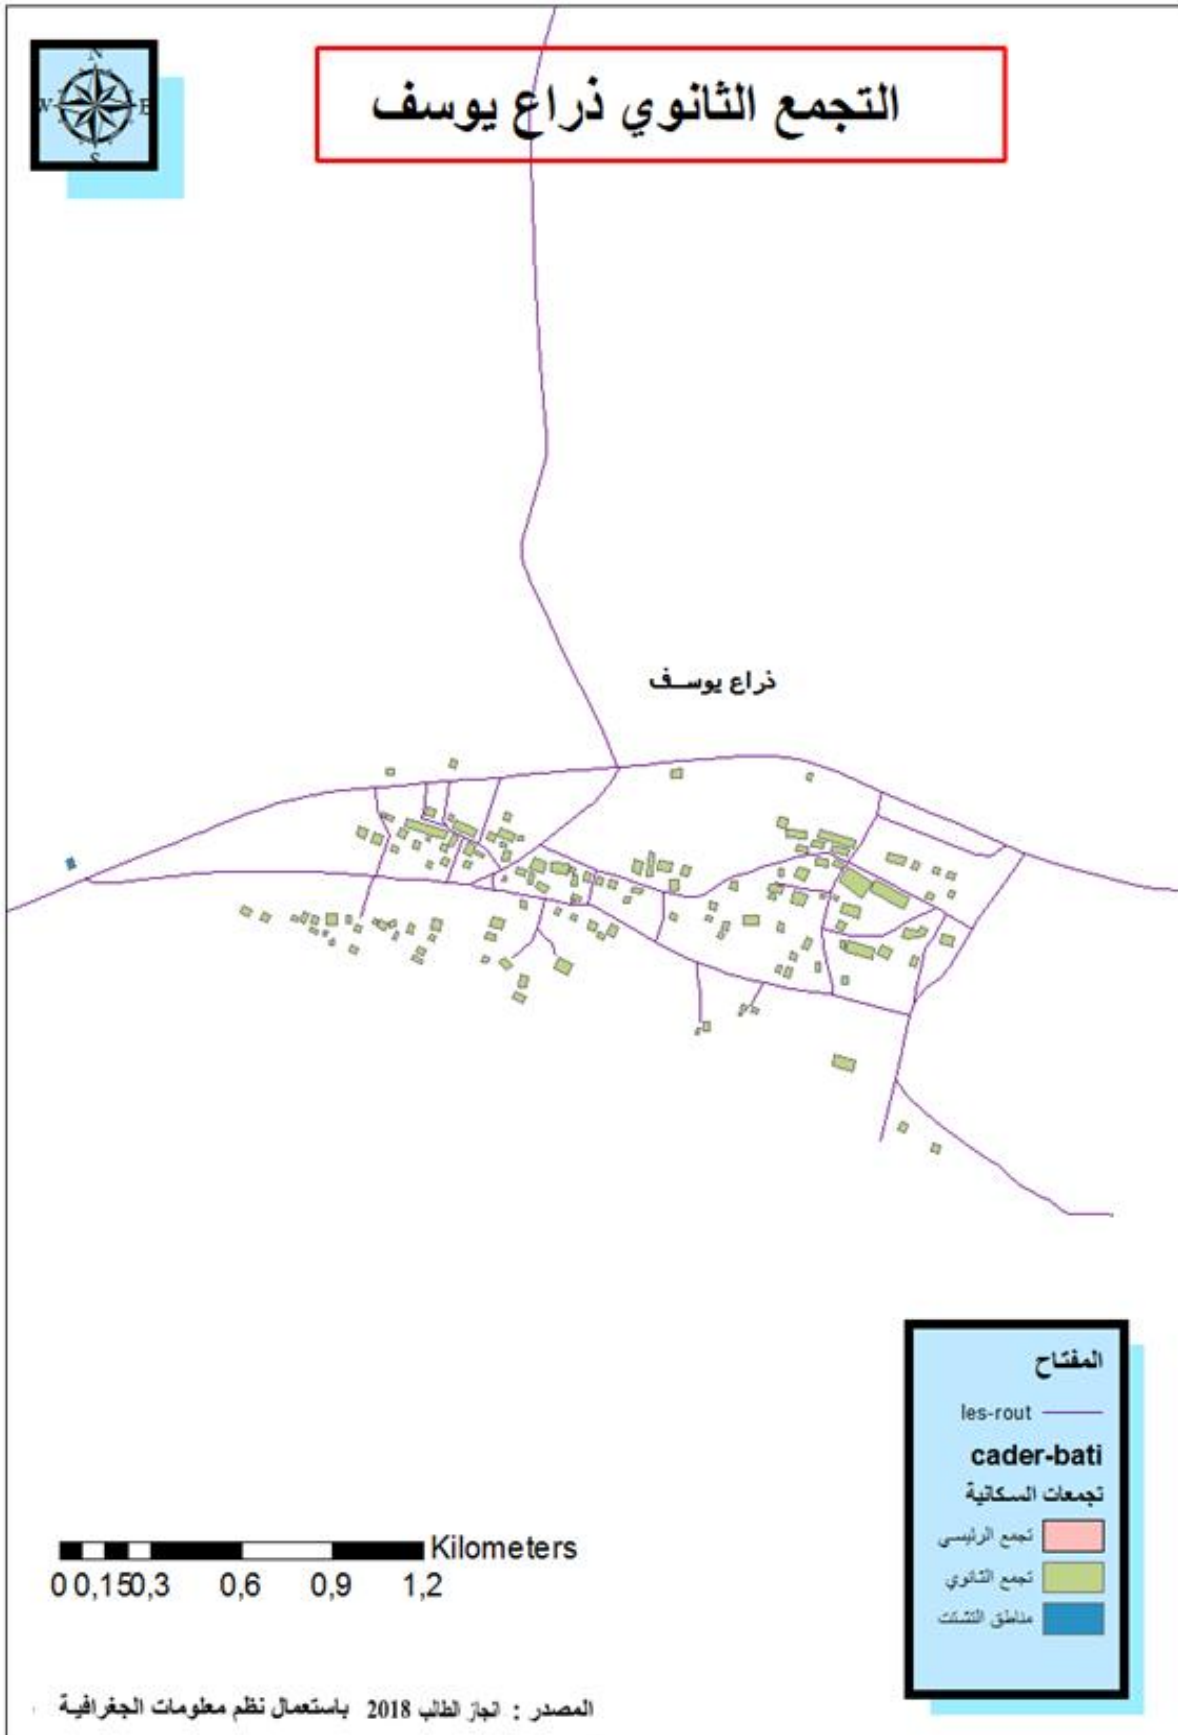 N
W E
S
التجمع الثانوي ذراع يوسف
ذراع يوسف
المفتاح
les-rout
cader-bati
تجمعات السكانية
تجمع الرئيسي
تجمع الثانوي
مناطق التشتت
Kilometers
0 0,15 0,3 0,6 0,9 1,2
المصدر : انجاز الطالب 2018 باستعمال نظم معلومات الجغرافية